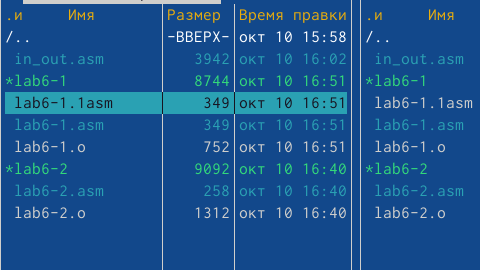 .и Имя Размер Время правки .и Имя
/.. -ВВЕРХ- окт 10 15:58 /..
in_out.asm 3942 окт 10 16:02 in_out.asm
*lab6-1 8744 окт 10 16:51 *lab6-1
lab6-1.1asm 349 окт 10 16:51 lab6-1.1asm
lab6-1.asm 349 окт 10 16:51 lab6-1.asm
lab6-1.o 752 окт 10 16:51 lab6-1.o
*lab6-2 9092 окт 10 16:40 *lab6-2
lab6-2.asm 258 окт 10 16:40 lab6-2.asm
lab6-2.o 1312 окт 10 16:40 lab6-2.o